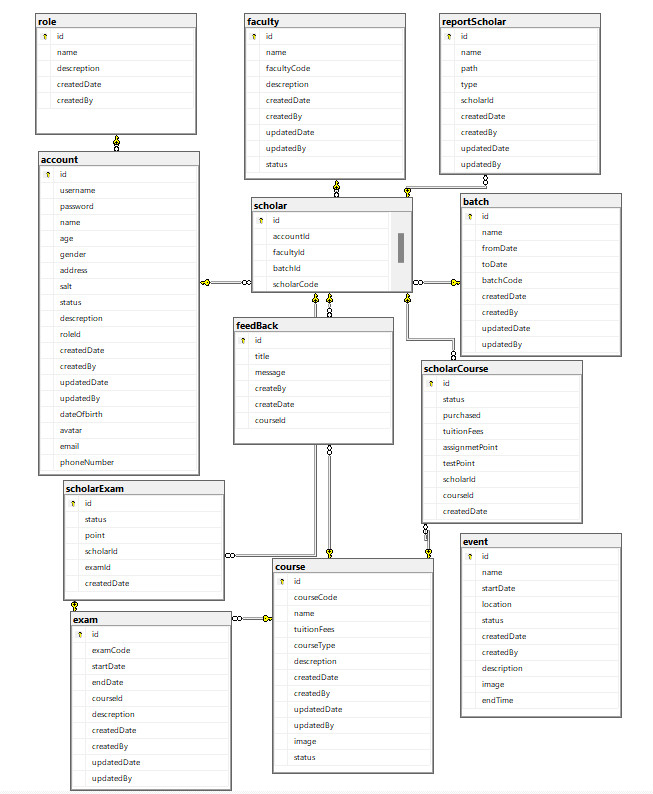 role
id
name
descreption
createdDate
createdBy
faculty
id
name
facultyCode
descreption
createdDate
createdBy
updatedDate
updatedBy
status
reportScholar
id
name
path
type
scholarId
createdDate
createdBy
updatedDate
updatedBy
account
id
username
password
name
age
gender
address
salt
status
descreption
roleId
createdDate
createdBy
updatedDate
updatedBy
dateOfbirth
avatar
email
phoneNumber
scholar
id
accountId
facultyId
batchId
scholarCode
batch
id
name
fromDate
toDate
batchCode
createdDate
createdBy
updatedDate
updatedBy
feedBack
id
title
message
createBy
createDate
courseId
scholarCourse
id
status
purchased
tuitionFees
assignmetPoint
testPoint
scholarId
courseId
createdDate
scholarExam
id
status
point
scholarId
examId
createdDate
event
id
name
startDate
location
status
createdDate
createdBy
description
image
endTime
course
id
courseCode
name
tuitionFees
courseType
descreption
createdDate
createdBy
updatedDate
updatedBy
image
status
exam
id
examCode
startDate
endDate
courseId
descreption
createdDate
createdBy
updatedDate
updatedBy